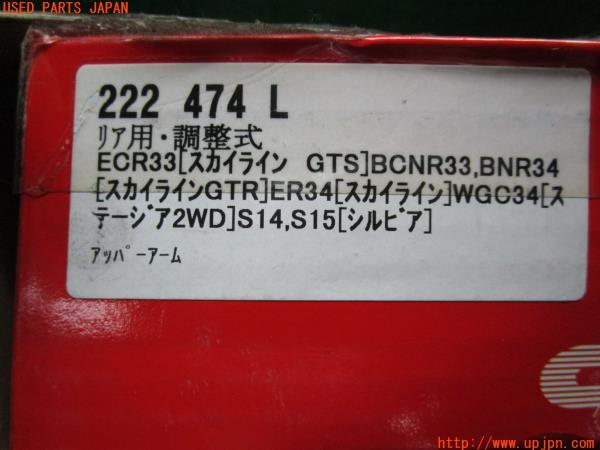 USED PARTS JAPAN
222 474 L
ﾘｱ用・調整式
ECR33[スカイライン　GTS]BCNR33,BNR34
[スカイラインGTR]ER34[スカイライン]WGC34[ス
テージア2WD]S14,S15[シルビア]
ｱｯﾊﾟｰｱｰﾑ
http://www.upjpn.com/